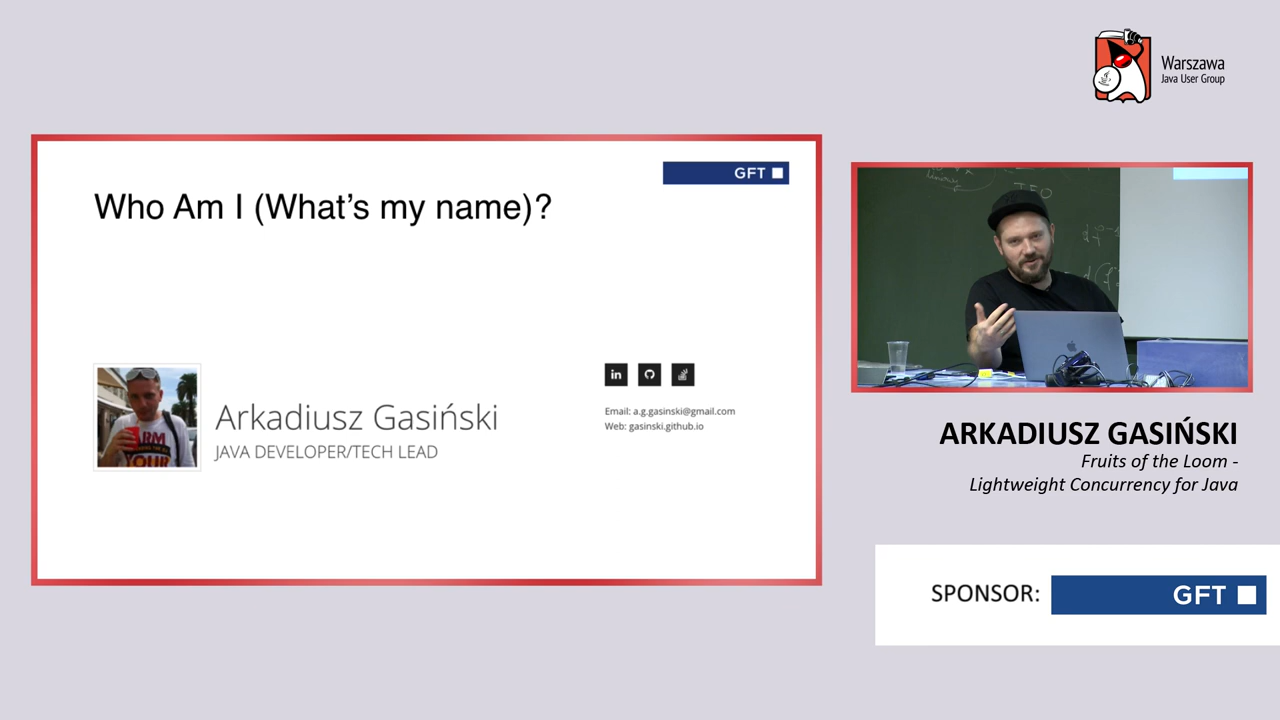 Warszawa
Java User Group
GFT
Who Am I (What's my name)?
Arkadiusz Gasiński
JAVA DEVELOPER/TECH LEAD
in
Email: a.g.gasinski@gmail.com
Web: gasinski.github.io
ARKADIUSZ GASIŃSKI
Fruits of the Loom -
Lightweight Concurrency for Java
SPONSOR: GFT